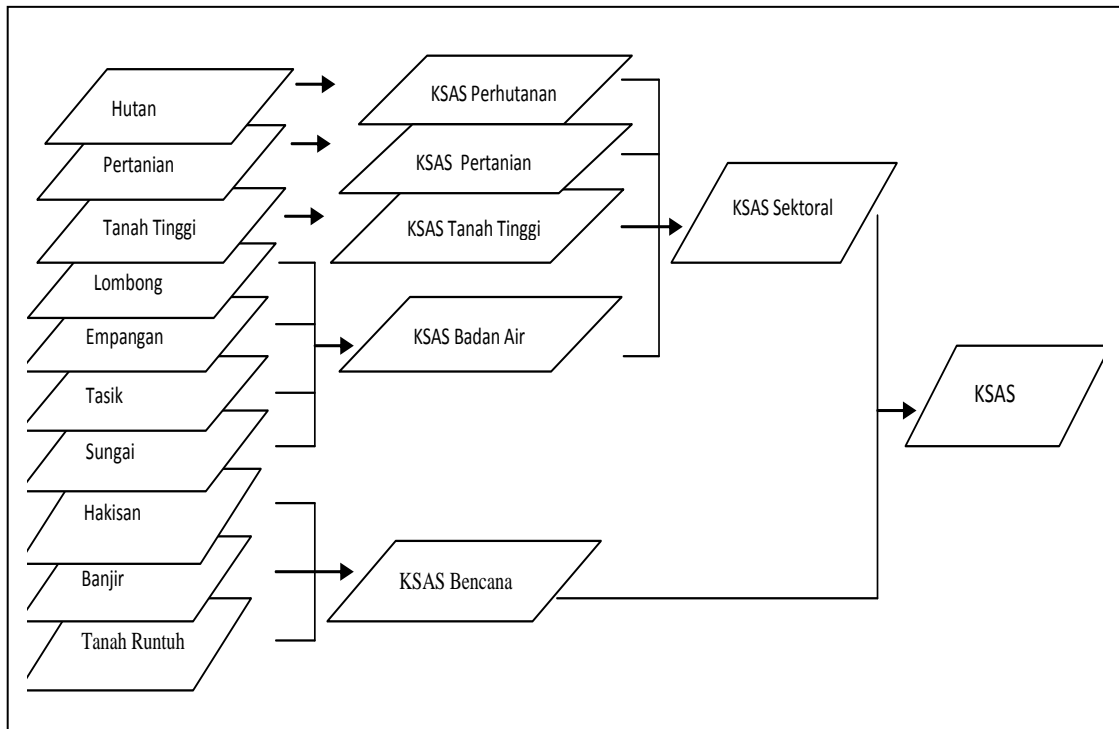 Hutan
Pertanian
Tanah Tinggi
Lombong
Empangan
Tasik
Sungai
Hakisan
Banjir
Tanah Runtuh
KSAS Perhutanan
KSAS Pertanian
KSAS Tanah Tinggi
KSAS Badan Air
KSAS Bencana
KSAS Sektoral
KSAS